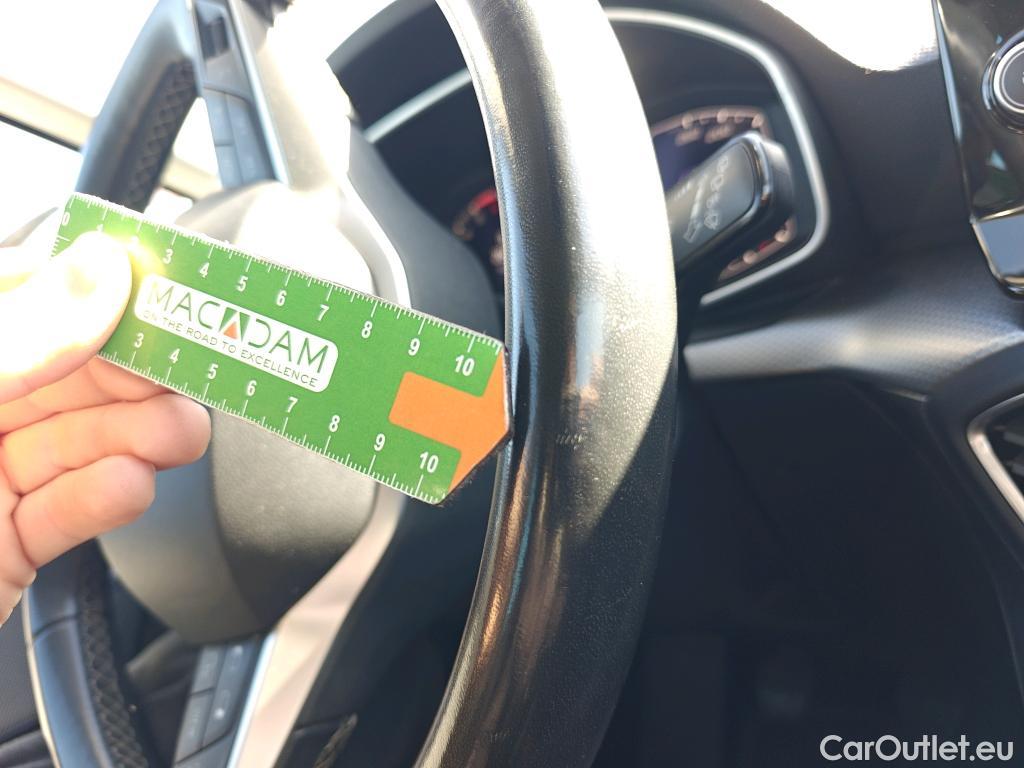 0 1 2 3 4 5 6 7 8 9 10
MACADAM
ON THE ROAD TO EXCELLENCE
3 4 5 6 7 8 9 10
CarOutlet.eu